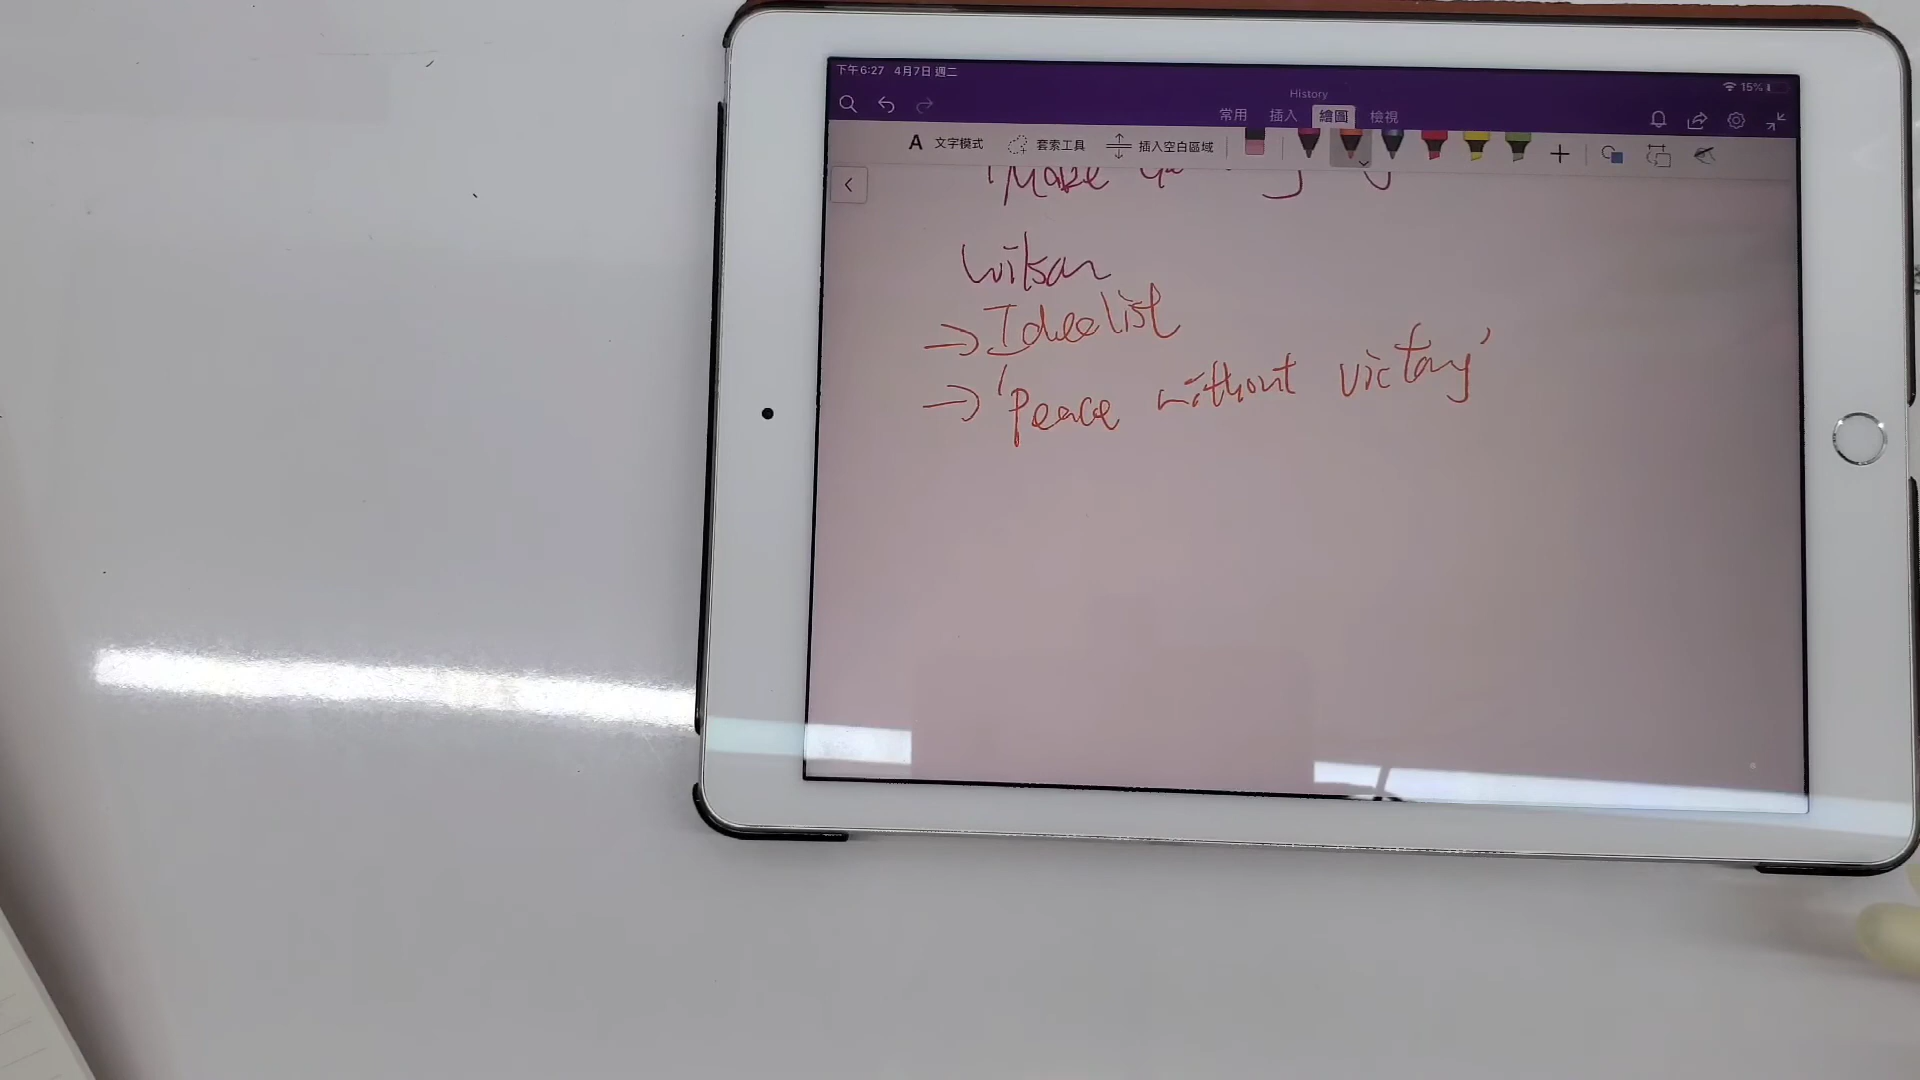 下午6:27 4月7日 週二
15%
History
常用 插入 繪圖 檢視
A 文字模式 套索工具 插入空白區域
'Make
Wilson
→ Idealist
→ 'Peace without victory'